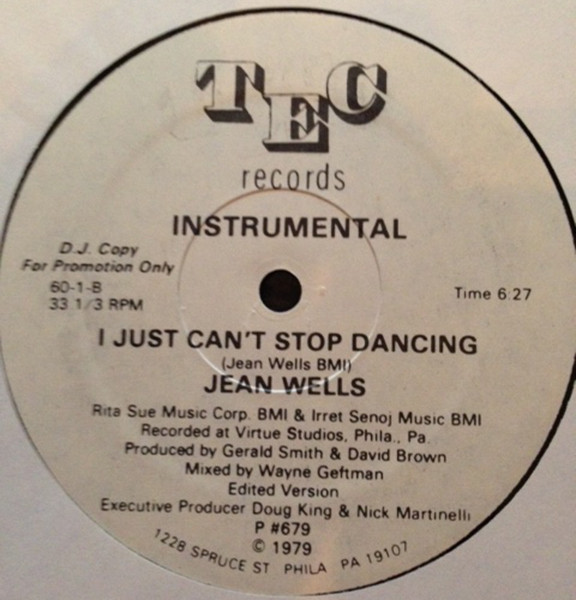 TEC
records
INSTRUMENTAL
D.J. Copy
For Promotion Only
60-1-B
33 1/3 RPM
Time 6:27
I JUST CAN'T STOP DANCING
(Jean Wells BMI)
JEAN WELLS
Rita Sue Music Corp. BMI & Irret Senoj Music BMI
Recorded at Virtue Studios, Phila., Pa.
Produced by Gerald Smith & David Brown
Mixed by Wayne Geftman
Edited Version
Executive Producer Doug King & Nick Martinelli
P #679
© 1979
1228 SPRUCE ST PHILA PA 19107